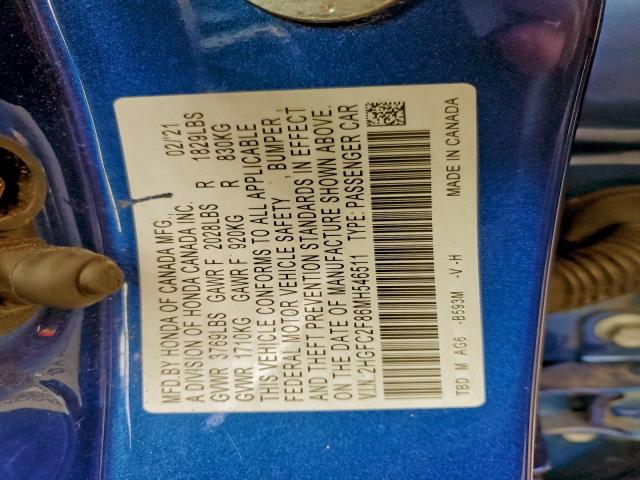 MFD.BY HONDA OF CANADA MFG., 02/21
A DIVISION OF HONDA CANADA INC.
GVWR 3769LBS GAWR F 2028LBS R 1829LBS
GVWR 1710KG GAWR F 920KG R 830KG
THIS VEHICLE CONFORMS TO ALL APPLICABLE
FEDERAL MOTOR VEHICLE SAFETY , BUMPER ,
AND THEFT PREVENTION STANDARDS IN EFFECT
ON THE DATE OF MANUFACTURE SHOWN ABOVE.
V.I.N: 2HGFC2F86MH546511 TYPE: PASSENGER CAR
TBD M AG6 -B593M -V -H MADE IN CANADA